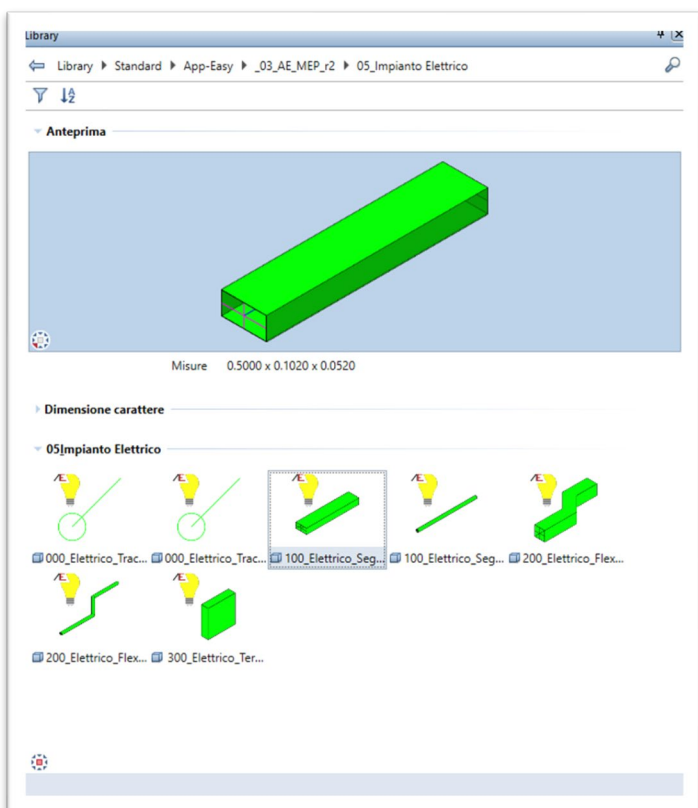 Library
Library Standard App-Easy _03_AE_MEP_r2 05_Impianto Elettrico
Anteprima
Misure 0.5000 x 0.1020 x 0.0520
Dimensione carattere
05Impianto Elettrico
Æ Æ Æ Æ Æ
000_Elettrico_Trac... 000_Elettrico_Trac... 100_Elettrico_Seg... 100_Elettrico_Seg... 200_Elettrico_Flex...
Æ Æ
200_Elettrico_Flex... 300_Elettrico_Ter...